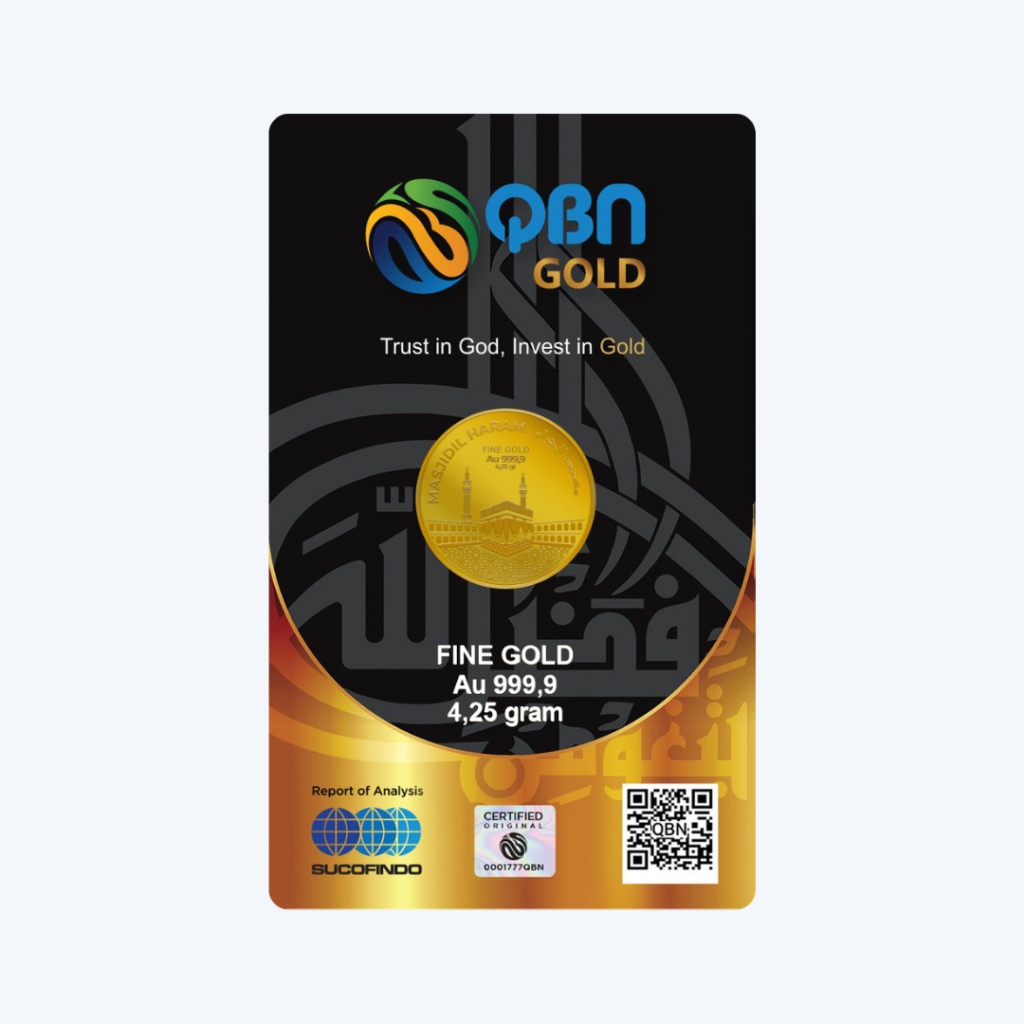 QBN
GOLD
Trust in God, Invest in Gold
MASJIDIL HARAM
FINE GOLD
Au 999,9
4,25 gr
FINE GOLD
Au 999,9
4,25 gram
Report of Analysis
SUCOFINDO
CERTIFIED
ORIGINAL
0001777QBN
QBN